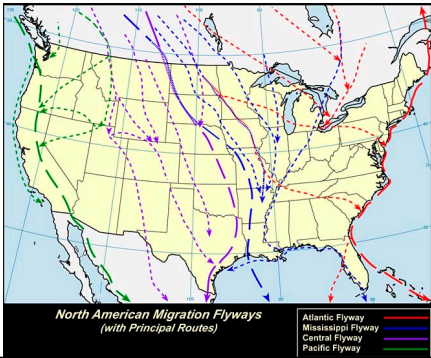 North American Migration Flyways
(with Principal Routes)
Atlantic Flyway
Mississippi Flyway
Central Flyway
Pacific Flyway